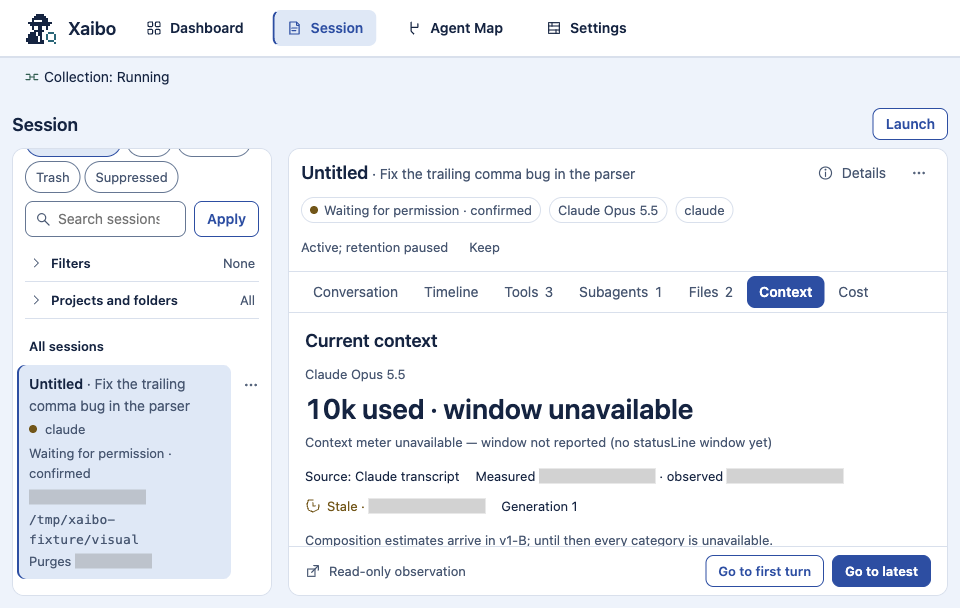 Xaibo
Dashboard
Session
Agent Map
Settings
Collection: Running
Session
Launch
Trash
Suppressed
Search sessions
Apply
Filters
None
Projects and folders
All
All sessions
Untitled · Fix the trailing
comma bug in the parser
claude
Waiting for permission ·
confirmed
/tmp/xaibo-
fixture/visual
Purges
Untitled · Fix the trailing comma bug in the parser
Details
Waiting for permission · confirmed
Claude Opus 5.5
claude
Active; retention paused
Keep
Conversation
Timeline
Tools 3
Subagents 1
Files 2
Context
Cost
Current context
Claude Opus 5.5
10k used · window unavailable
Context meter unavailable — window not reported (no statusLine window yet)
Source: Claude transcript Measured · observed
Stale · Generation 1
Composition estimates arrive in v1-B; until then every category is unavailable.
Read-only observation
Go to first turn
Go to latest